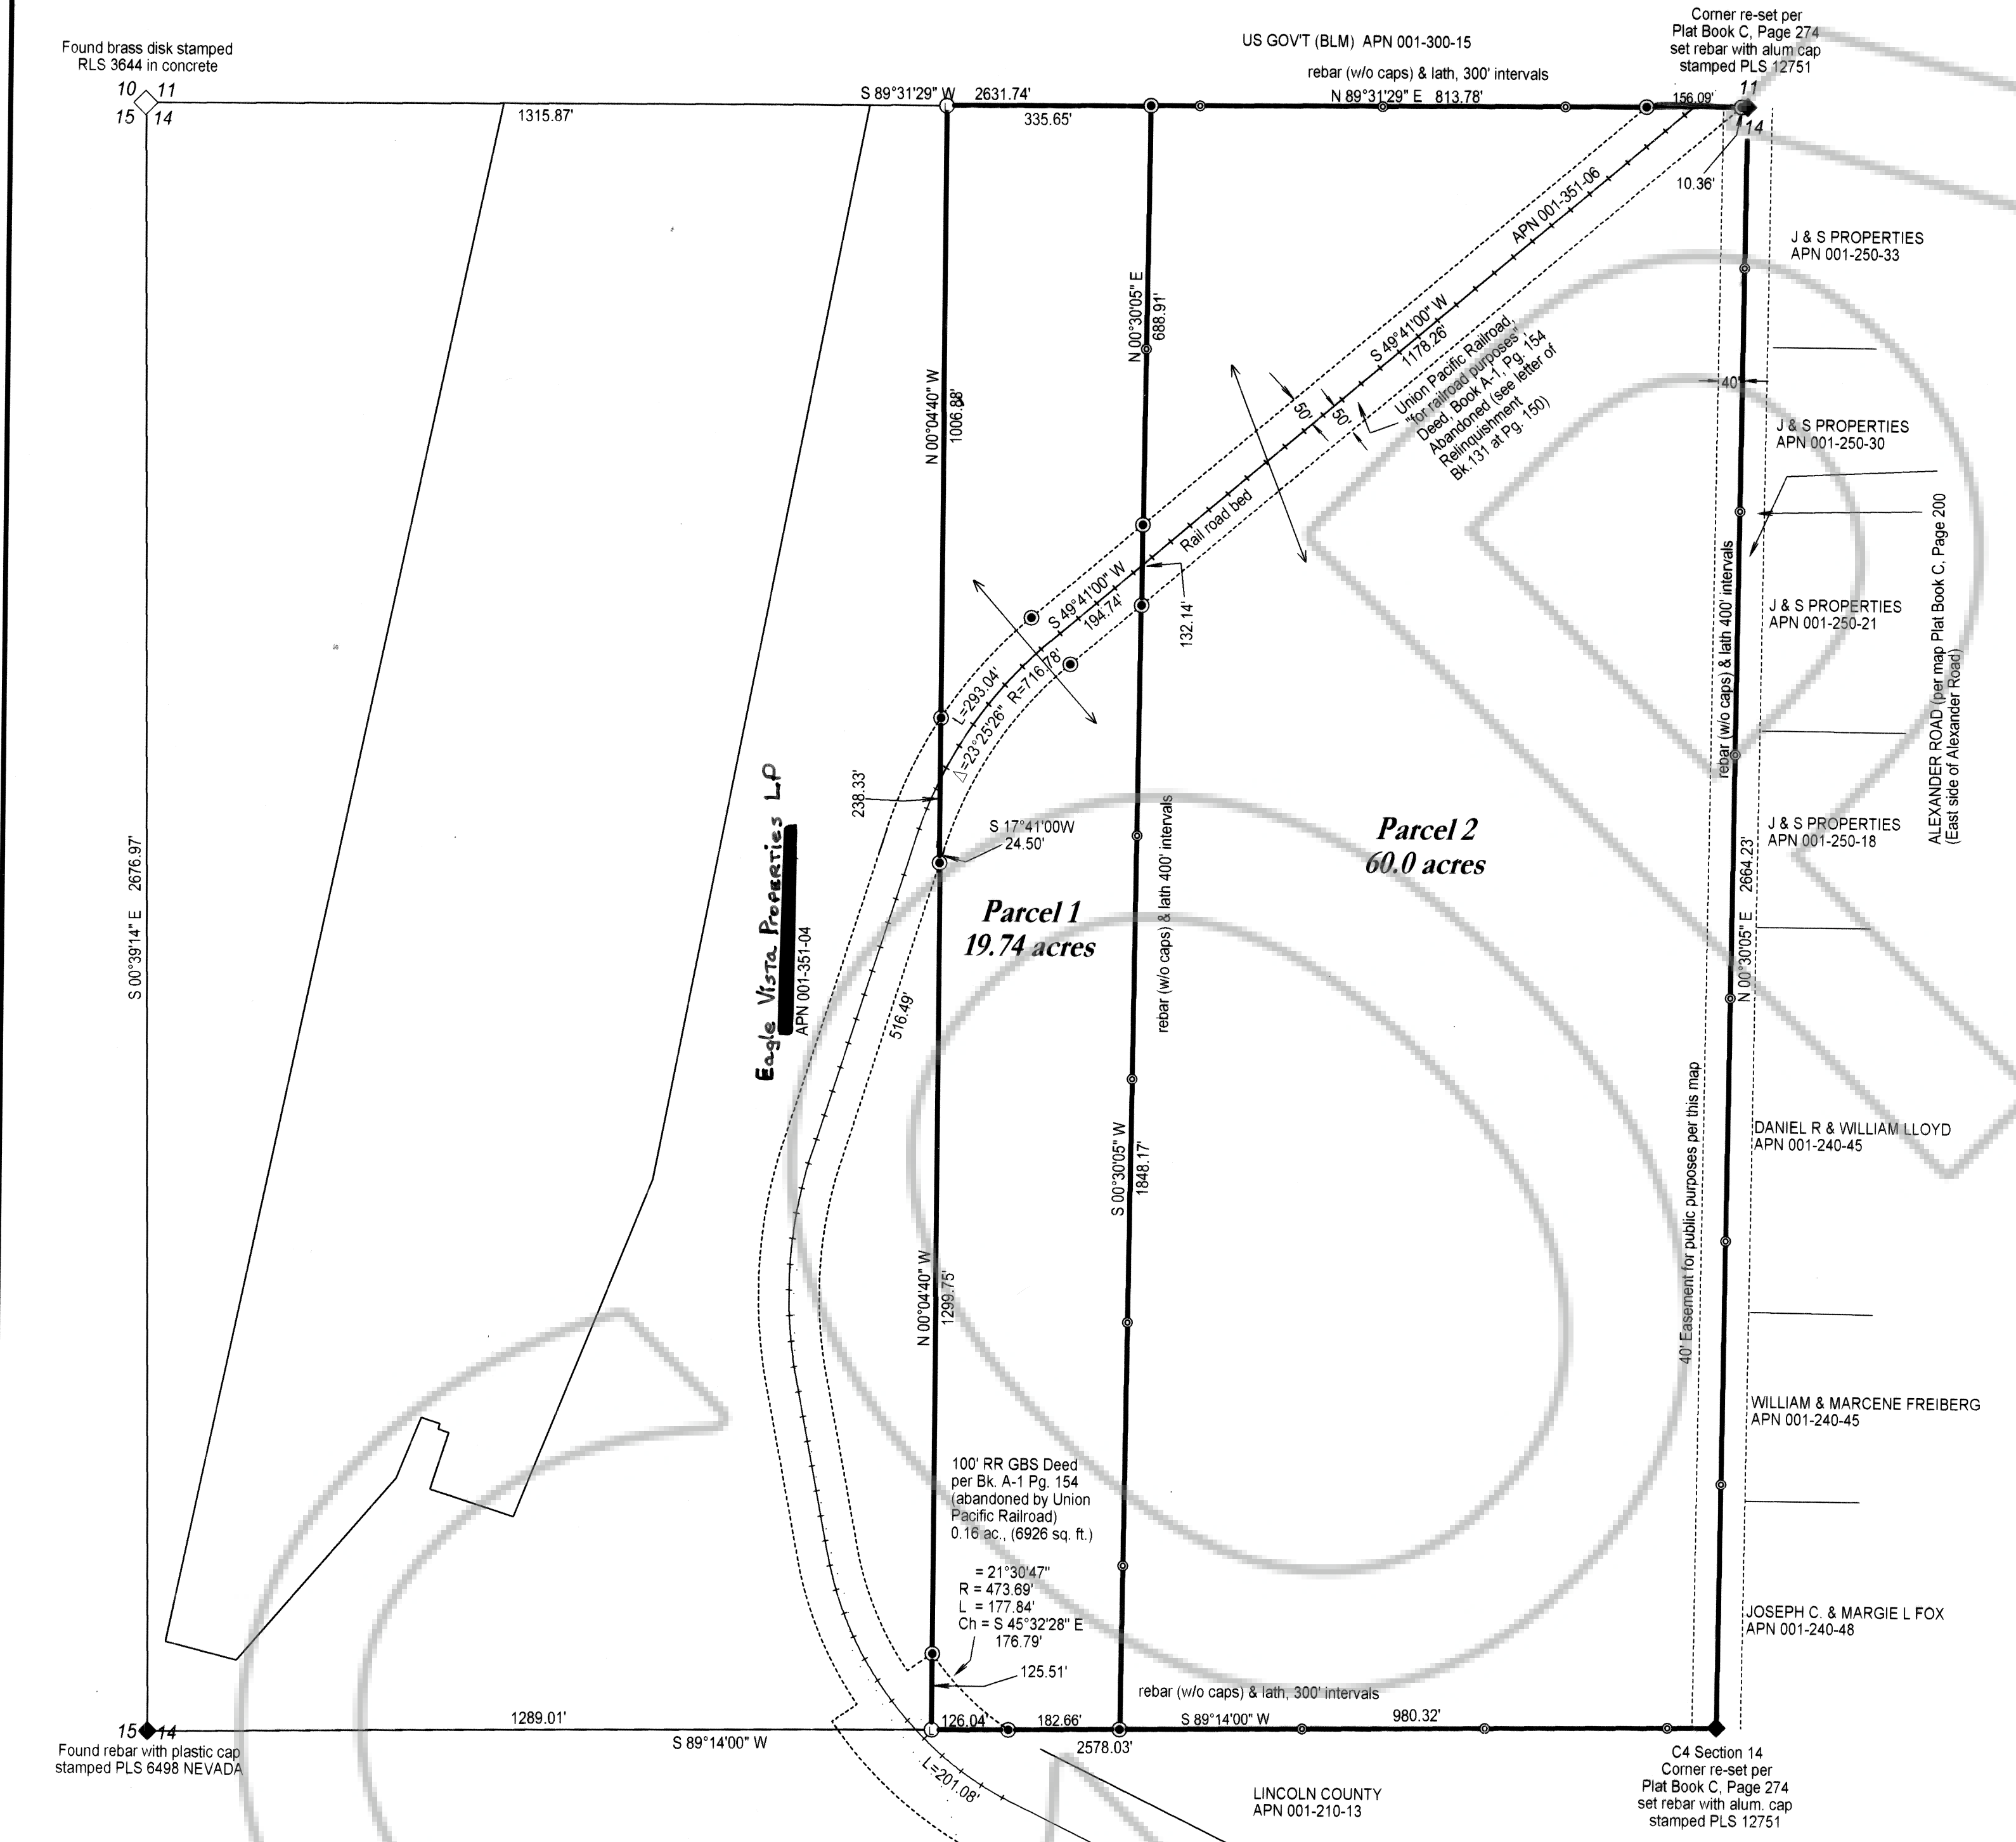 Found brass disk stamped
RLS 3644 in concrete
10 11
15 14
US GOV'T (BLM) APN 001-300-15
rebar (w/o caps) & lath, 300' intervals
Corner re-set per
Plat Book C, Page 274
set rebar with alum cap
stamped PLS 12751
11
14
S 89°31'29" W 2631.74'
N 89°31'29" E 813.78'
156.09'
1315.87'
335.65'
10.36'
APN 001-351-06
J & S PROPERTIES
APN 001-250-33
N 00°30'05" E
688.91'
S 49°41'00" W
1178.26'
Union Pacific Railroad,
"for railroad purposes"
Deed, Book A-1, Pg. 154
Abandoned (see letter of
Relinquishment
Bk.131 at Pg. 150)
50'
50'
40'
N 00°04'40" W
1006.88'
J & S PROPERTIES
APN 001-250-30
Rail road bed
S 49°41'00" W
194.74'
132.14'
rebar (w/o caps) & lath 400' intervals
J & S PROPERTIES
APN 001-250-21
ALEXANDER ROAD (per map Plat Book C, Page 200
(East side of Alexander Road)
L=293.04'
△=23°25'26" R=716.78'
238.33'
S 17°41'00W
24.50'
Eagle Vista Properties LP
APN 001-351-04
Parcel 2
60.0 acres
J & S PROPERTIES
APN 001-250-18
S 00°39'14" E 2676.97'
Parcel 1
19.74 acres
rebar (w/o caps) & lath 400' intervals
N 00°30'05" E 2664.23'
516.49'
S 00°30'05" W
1848.17'
40' Easement for public purposes per this map
DANIEL R & WILLIAM LLOYD
APN 001-240-45
N 00°04'40" W
1299.75'
WILLIAM & MARCENE FREIBERG
APN 001-240-45
100' RR GBS Deed
per Bk. A-1 Pg. 154
(abandoned by Union
Pacific Railroad)
0.16 ac., (6926 sq. ft.)
= 21°30'47"
R = 473.69'
L = 177.84'
Ch = S 45°32'28" E
176.79'
125.51'
JOSEPH C. & MARGIE L FOX
APN 001-240-48
rebar (w/o caps) & lath, 300' intervals
15 14
1289.01'
S 89°14'00" W
L
126.04'
182.66'
S 89°14'00" W
980.32'
2578.03'
Found rebar with plastic cap
stamped PLS 6498 NEVADA
L=201.08'
LINCOLN COUNTY
APN 001-210-13
C4 Section 14
Corner re-set per
Plat Book C, Page 274
set rebar with alum. cap
stamped PLS 12751